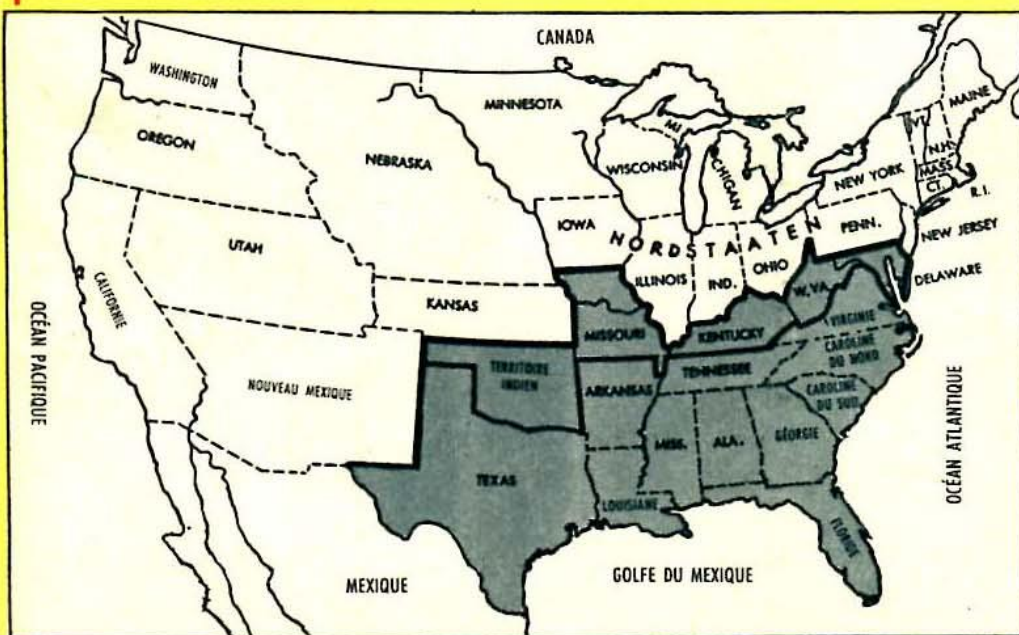 CANADA
WASHINGTON
MAINE
MINNESOTA
VT.
OREGON
MI
N.H.
NEBRASKA
WISCONSIN
CHIGAN
MASS
NEW YORK
CT.
R.I.
IOWA
PENN.
NORDSTAATEN
NEW JERSEY
UTAH
OHIO
ILLINOIS
IND.
DELAWARE
CALIFORNIE
KANSAS
W. VA.
OCÉAN PACIFIQUE
VIRGINIE
MISSOURI
KENTUCKY
CAROLINE
DU NORD
TERRITOIRE
INDIEN
TENNESSEE
NOUVEAU MEXIQUE
ARKANSAS
CAROLINE
DU SUD
OCÉAN ATLANTIQUE
MISS.
ALA.
GÉORGIE
TEXAS
LOUISIANE
FLORIDE
MEXIQUE
GOLFE DU MEXIQUE